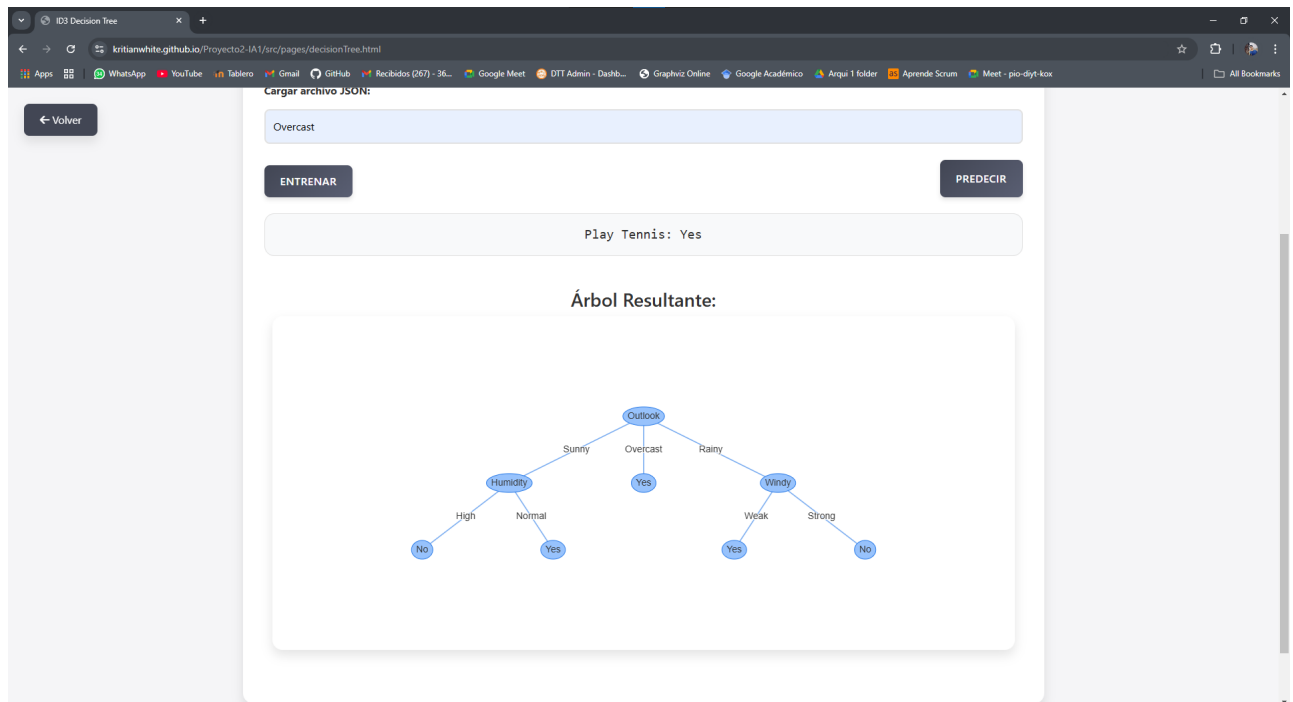 ID3 Decision Tree
kritianwhite.github.io/Proyecto2-IA1/src/pages/decisionTree.html
Apps WhatsApp YouTube Tablero Gmail GitHub Recibidos (267) - 36... Google Meet DTT Admin - Dashb... Graphviz Online Google Académico Arqui 1 folder Aprende Scrum Meet - pio-diyt-kox All Bookmarks
Cargar archivo JSON:
Volver
Overcast
ENTRENAR PREDECIR
Play Tennis: Yes
Árbol Resultante:
Outlook
Sunny Overcast Rainy
Humidity Yes Windy
High Normal Weak Strong
No Yes Yes No